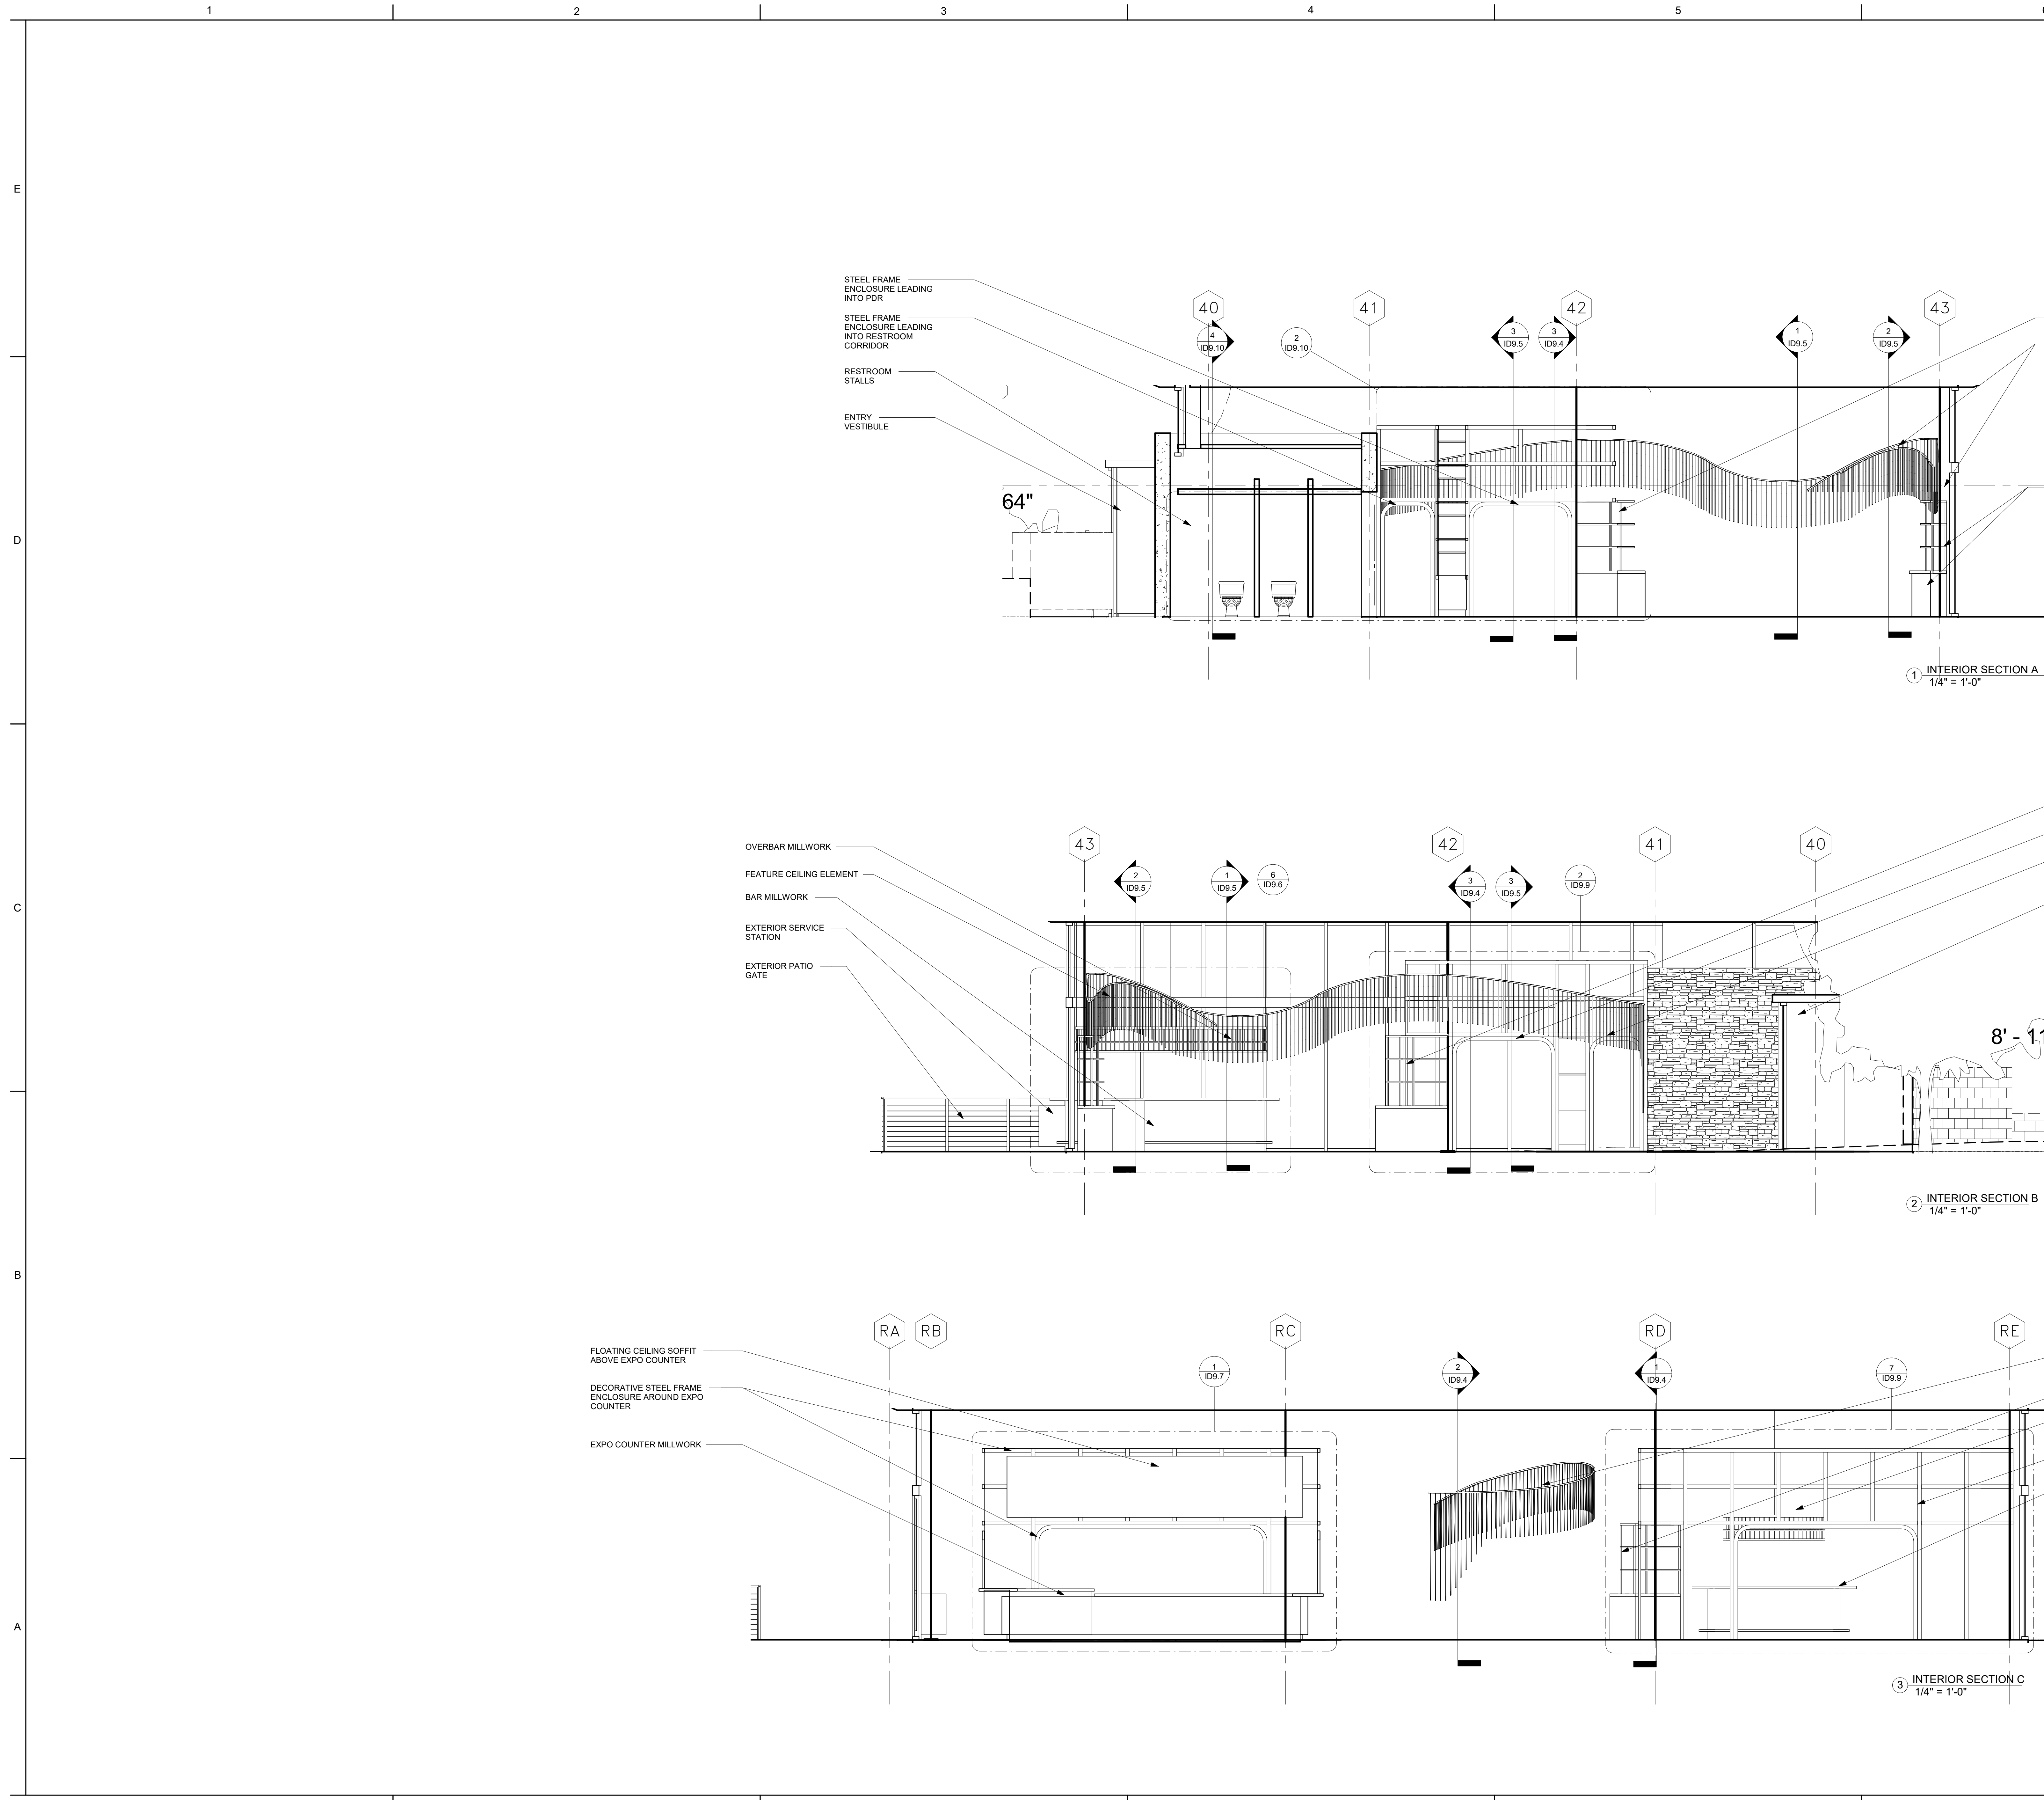 1
2
3
4
5
E
D
C
B
A
STEEL FRAME
ENCLOSURE LEADING
INTO PDR
STEEL FRAME
ENCLOSURE LEADING
INTO RESTROOM
CORRIDOR
RESTROOM
STALLS
ENTRY
VESTIBULE
40
41
42
43
4
ID9.10
2
ID9.10
3
ID9.5
3
ID9.4
1
ID9.5
2
ID9.5
64"
1 INTERIOR SECTION A
1/4" = 1'-0"
OVERBAR MILLWORK
FEATURE CEILING ELEMENT
BAR MILLWORK
EXTERIOR SERVICE
STATION
EXTERIOR PATIO
GATE
43
42
41
40
2
ID9.5
1
ID9.5
6
ID9.6
3
ID9.4
3
ID9.5
2
ID9.9
8' - 11
2 INTERIOR SECTION B
1/4" = 1'-0"
FLOATING CEILING SOFFIT
ABOVE EXPO COUNTER
DECORATIVE STEEL FRAME
ENCLOSURE AROUND EXPO
COUNTER
EXPO COUNTER MILLWORK
RA
RB
RC
RD
RE
1
ID9.7
2
ID9.4
1
ID9.4
7
ID9.9
3 INTERIOR SECTION C
1/4" = 1'-0"